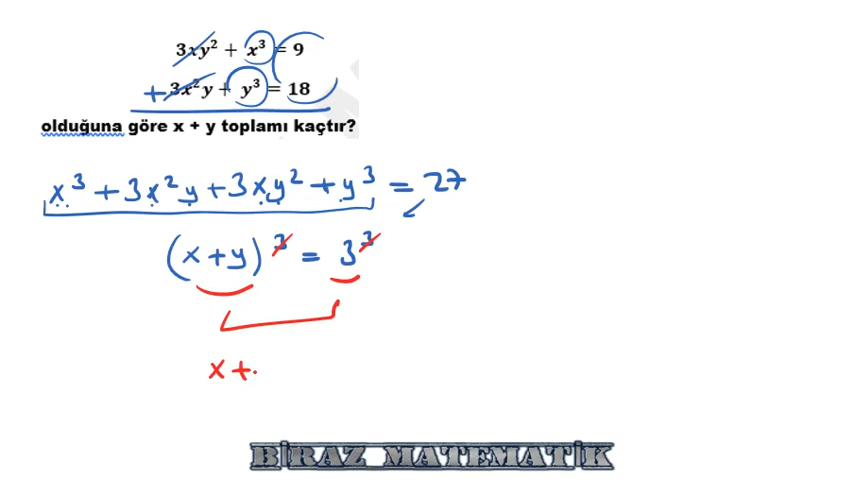 3xy² + x³ = 9
+ 3x²y + y³ = 18
olduğuna göre x + y toplamı kaçtır?
x³ + 3x²y + 3xy² + y³ = 27
(x + y)³ = 3³
x +
BİRAZ MATEMATİK